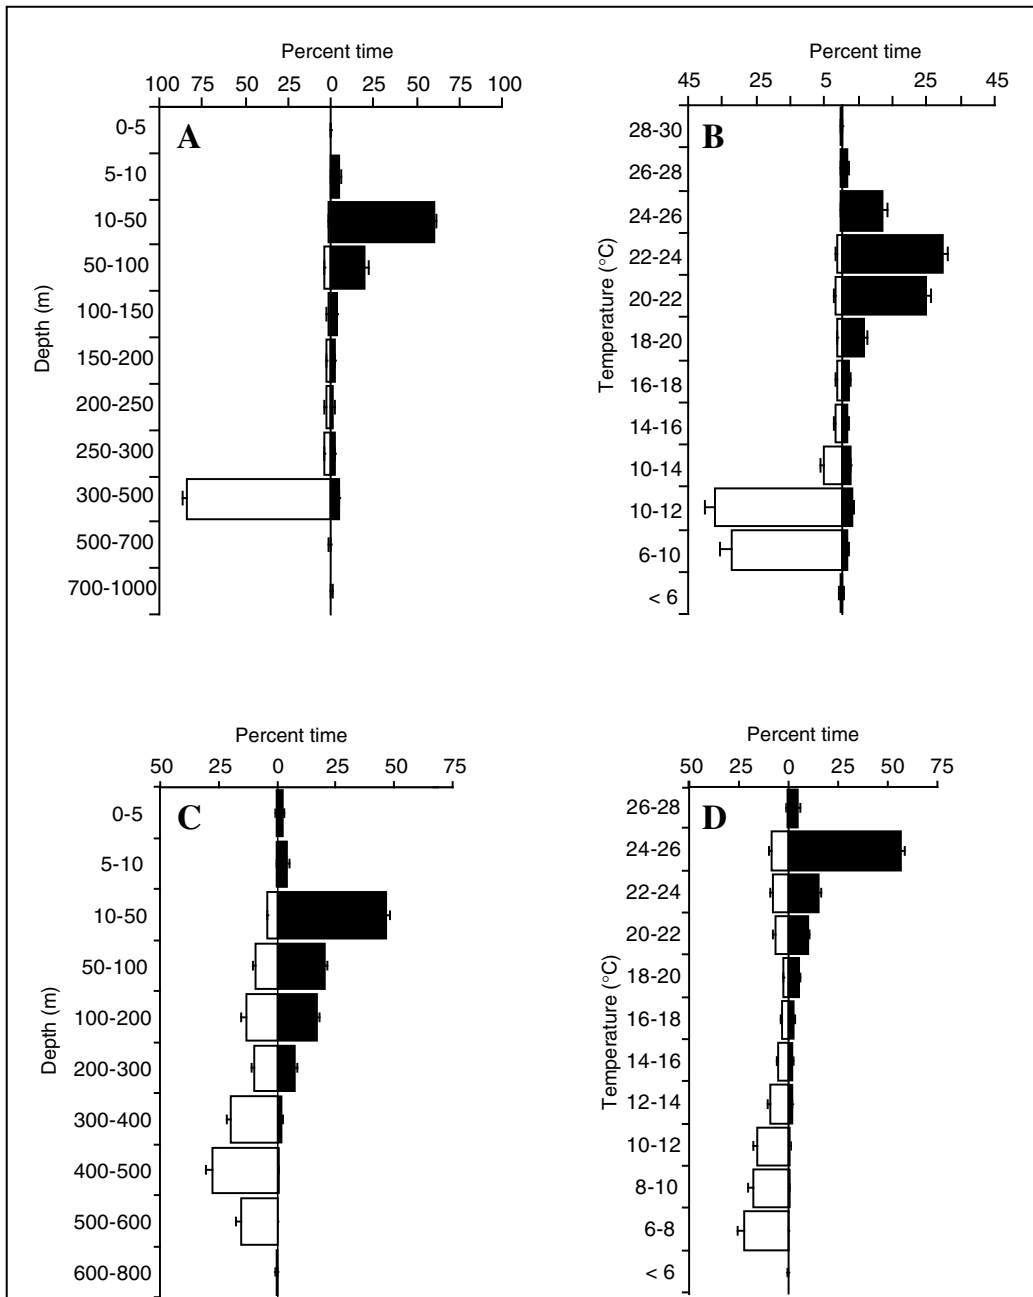 Percent time
100 75 25 0 25 75 100
A
Depth (m)
0-5
5-10
10-50
50-100
100-150
150-200
200-250
250-300
300-500
500-700
700-1000
Percent time
45 25 5 25 45
B
Temperature (°C)
28-30
26-28
24-26
22-24
20-22
18-20
16-18
14-16
10-14
10-12
6-10
< 6
Percent time
50 25 0 25 50 75
C
Depth (m)
0-5
5-10
10-50
50-100
100-200
200-300
300-400
400-500
500-600
600-800
Percent time
50 25 0 25 50 75
D
Temperature (°C)
26-28
24-26
22-24
20-22
18-20
16-18
14-16
12-14
10-12
8-10
6-8
< 6